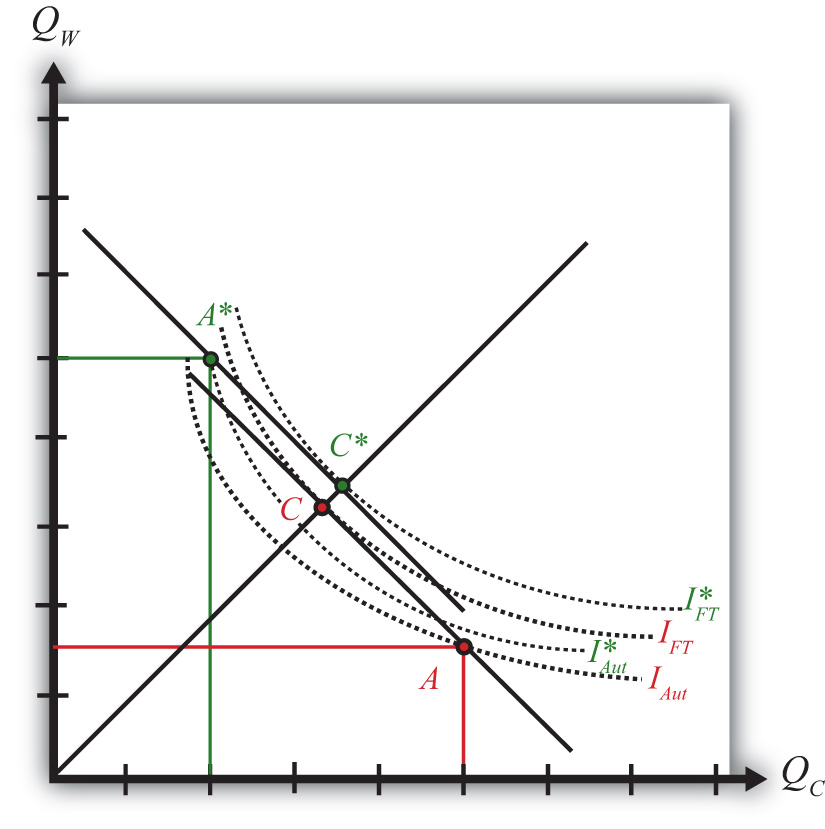 Q_W
A*
C*
C
I*_FT
I_FT
I*_Aut
A
I_Aut
Q_C